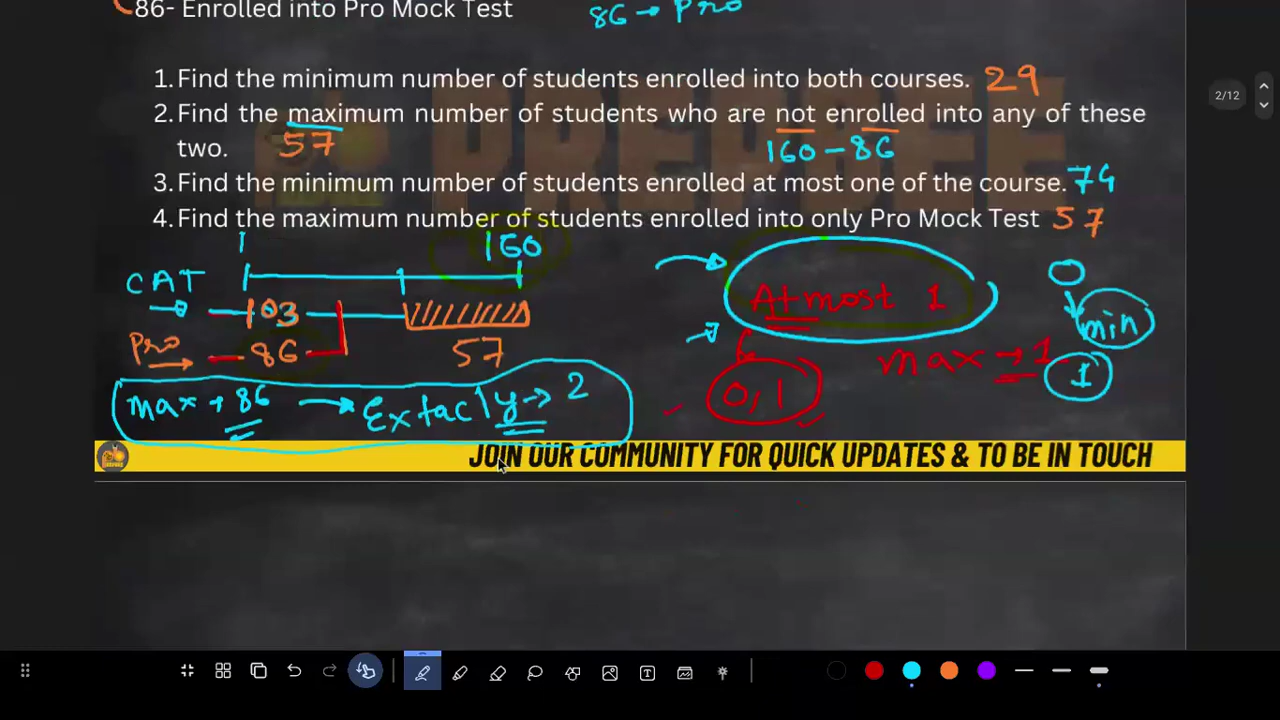 86- Enrolled into Pro Mock Test
86 → Pro
2/12
1. Find the minimum number of students enrolled into both courses. 29
2. Find the maximum number of students who are not enrolled into any of these
two. 57 160-86
3. Find the minimum number of students enrolled at most one of the course. 74
4. Find the maximum number of students enrolled into only Pro Mock Test 57
PREPBEE
160
CAT
103
Pro
86
57
max → 86 → Extactly → 2
Atmost 1
0, 1
max → 1
0
min
1
JOIN OUR COMMUNITY FOR QUICK UPDATES & TO BE IN TOUCH